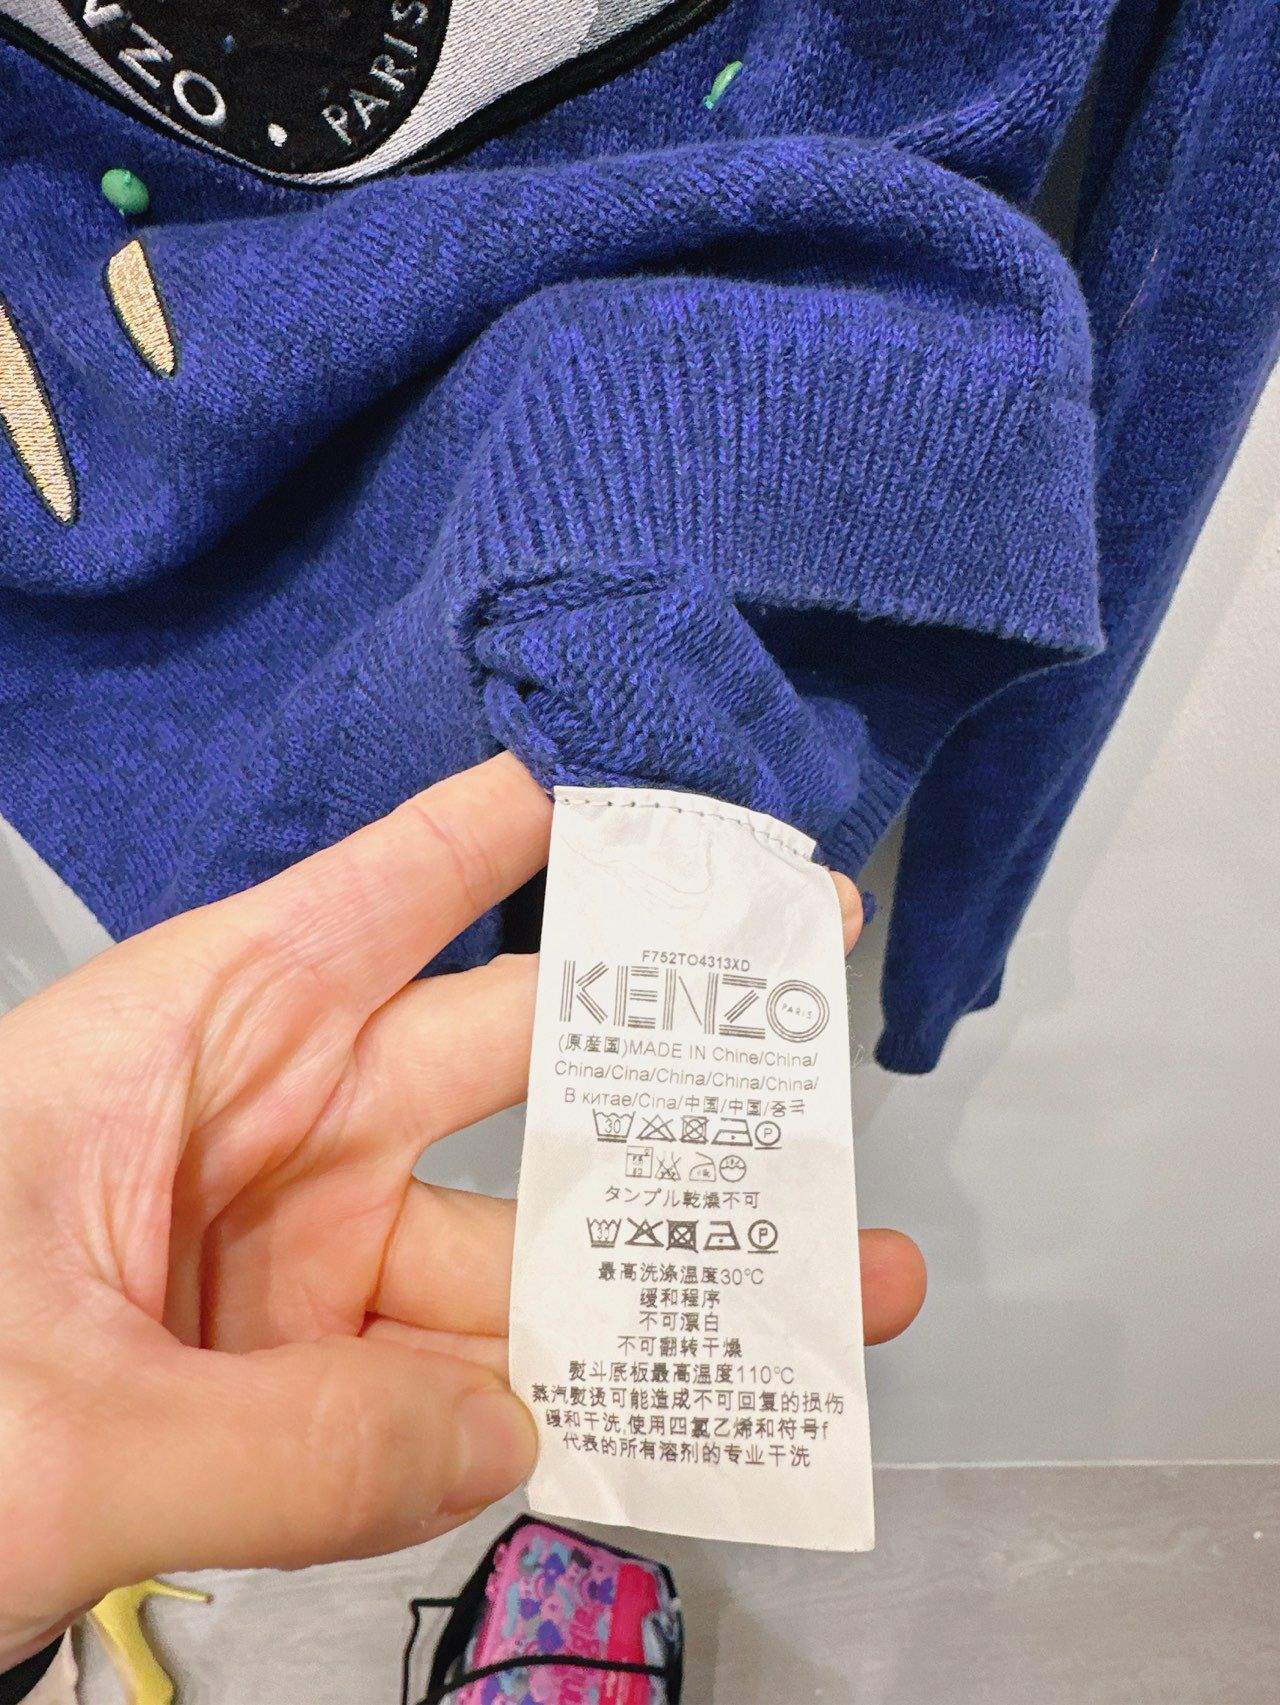 NZO • PARIS
F752TO4313XD
KENZO
PARIS
(原産国)MADE IN Chine/China/
China/Cina/China/China/China/
В китае/Cina/中国/中国/중국
30
P
タンブル乾燥不可
30
P
最高洗涤温度30°C
缓和程序
不可漂白
不可翻转干燥
熨斗底板最高温度110°C
蒸汽熨烫可能造成不可回复的损伤
缓和干洗,使用四氯乙烯和符号f
代表的所有溶剂的专业干洗